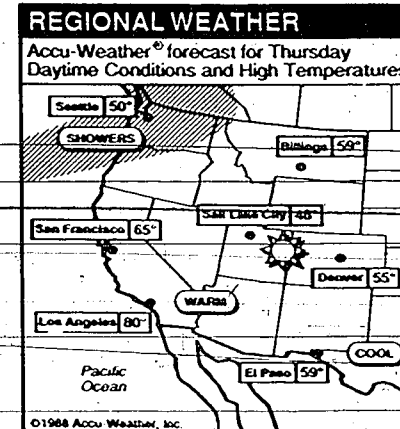 REGIONAL WEATHER
Accu-Weather® forecast for Thursday
Daytime Conditions and High Temperatures
Seattle 50°
SHOWERS
Billings 59°
Salt Lake City 48°
San Francisco 65°
Denver 55°
WARM
Los Angeles 80°
COOL
El Paso 59°
Pacific
Ocean
©1988 Accu-Weather, Inc.